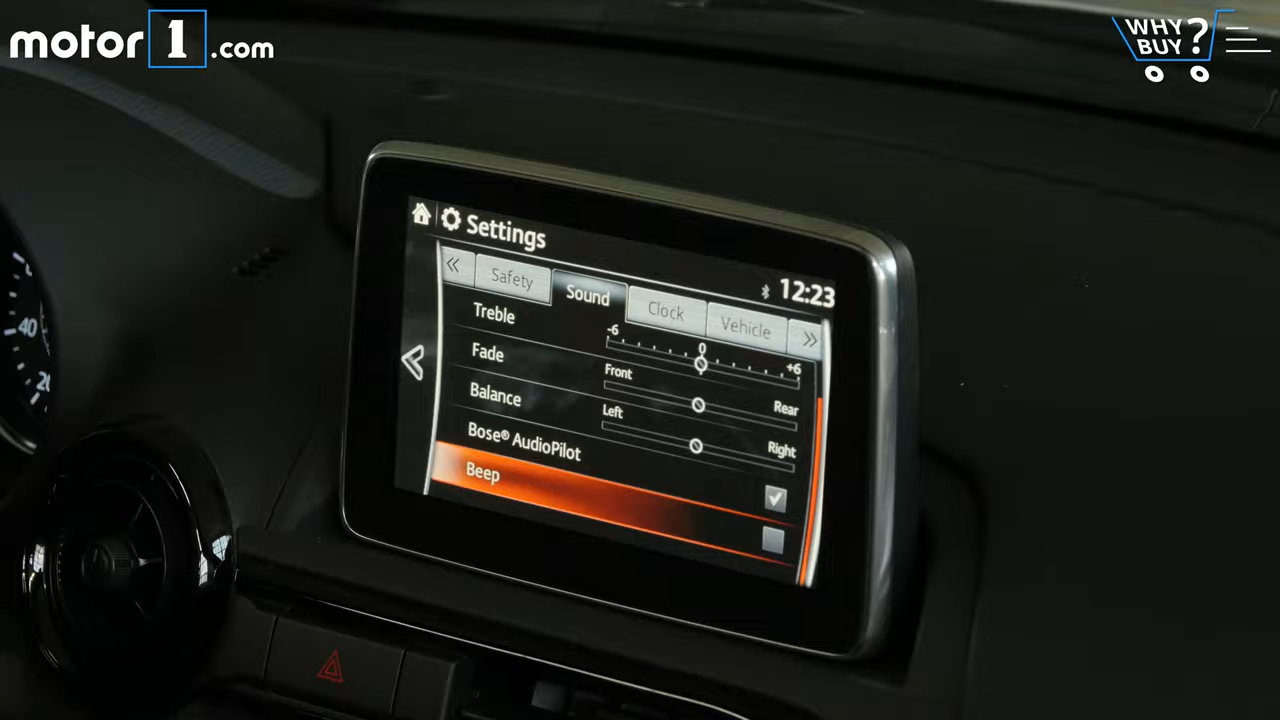 motor1.com
WHY
BUY?
Settings
12:23
Safety
Sound
Clock
Vehicle
Treble
-6
0
+6
Fade
Front
Rear
Balance
Left
Right
Bose® AudioPilot
Beep
40
20